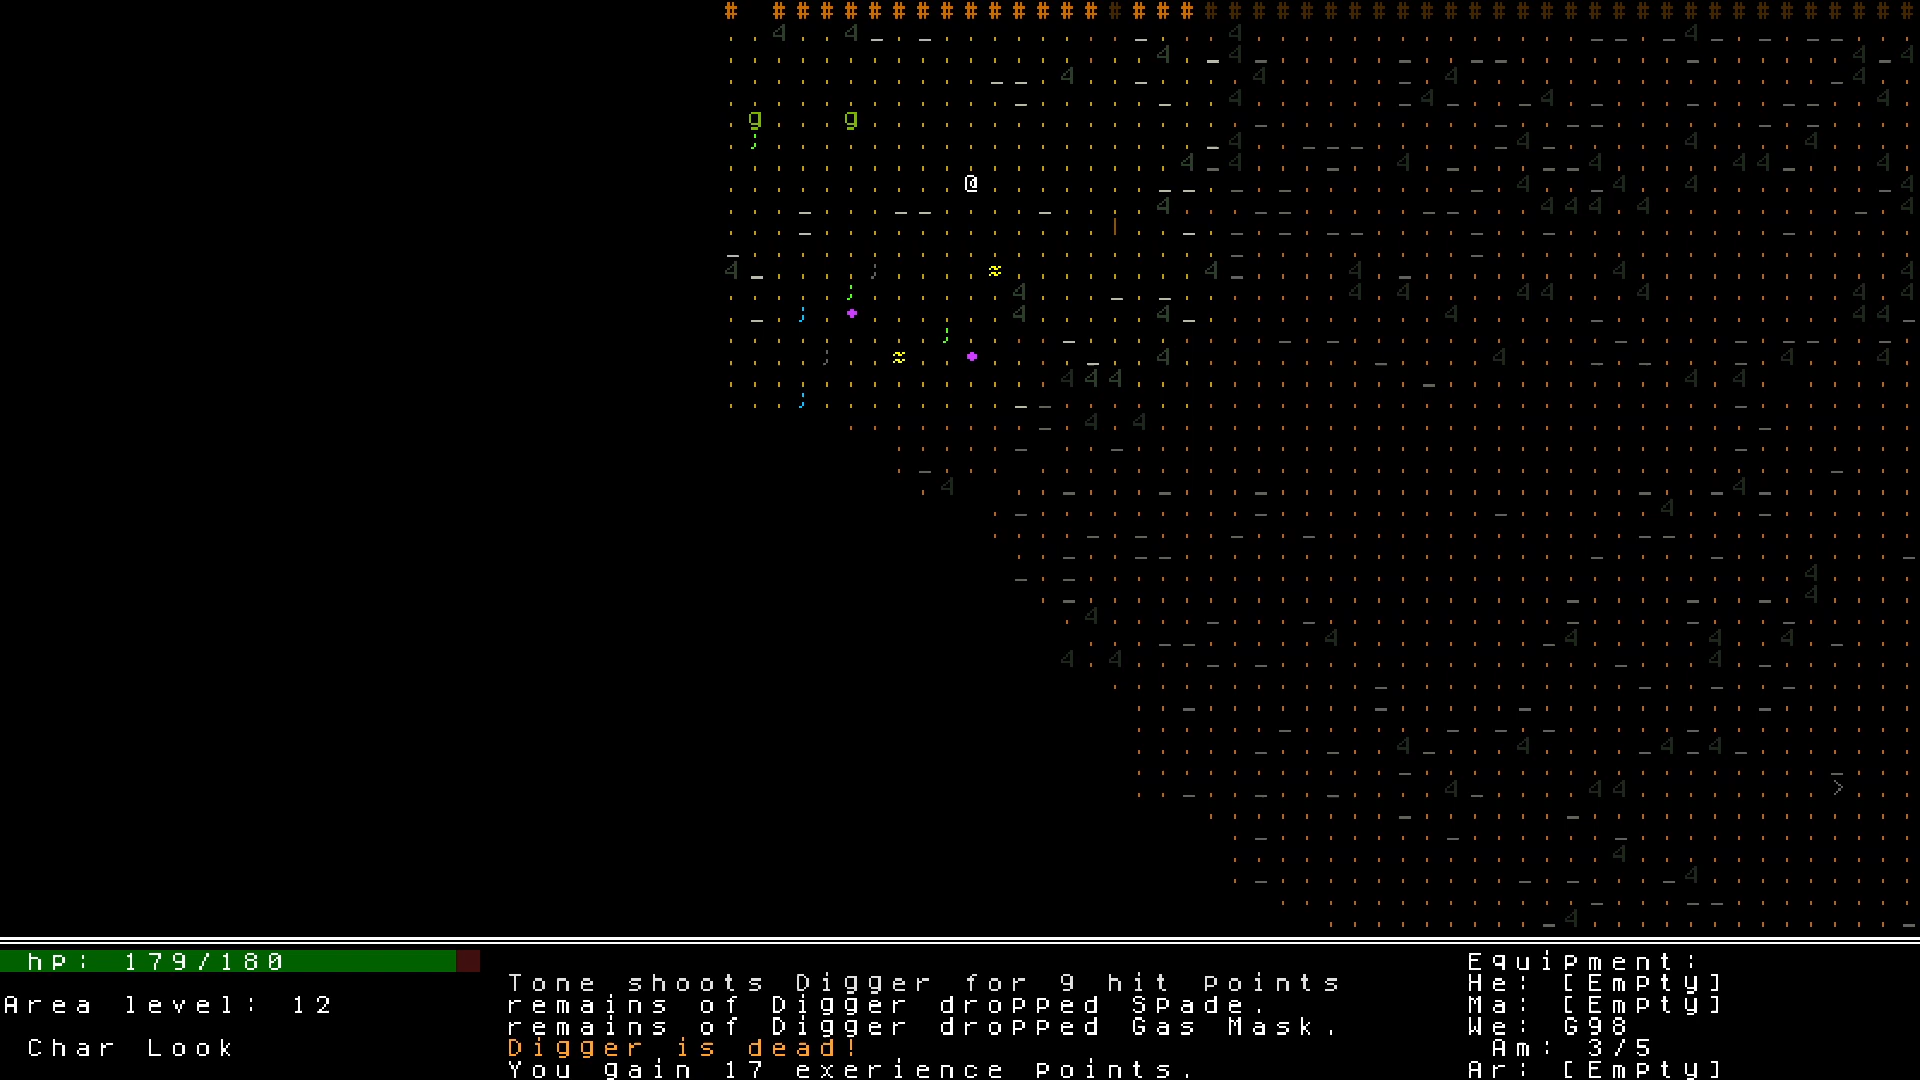 hp: 179/180
Area level: 12
Char Look
Tone shoots Digger for 9 hit points
remains of Digger dropped Spade.
remains of Digger dropped Gas Mask.
Digger is dead!
You gain 17 exerience points.
Equipment:
He: [Empty]
Ma: [Empty]
We: G98
Am: 3/5
Ar: [Empty]